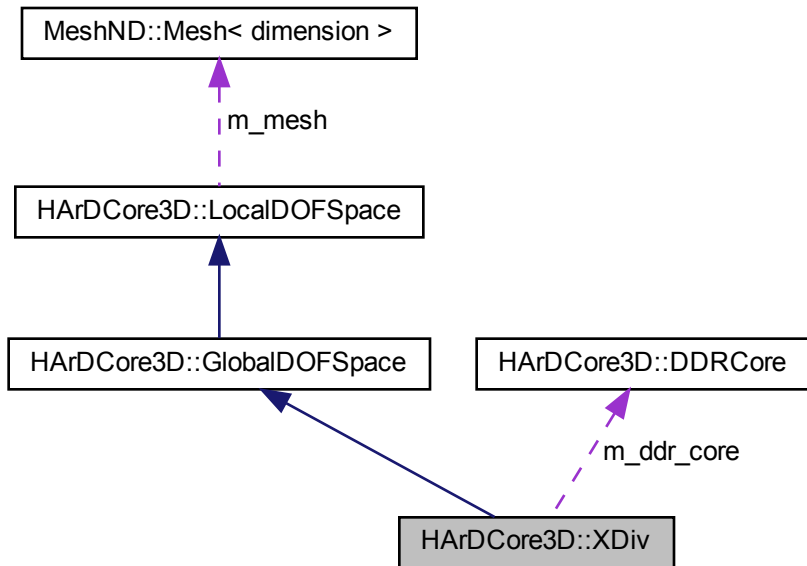 MeshND::Mesh< dimension >
m_mesh
HArDCore3D::LocalDOFSpace
HArDCore3D::GlobalDOFSpace
HArDCore3D::DDRCore
m_ddr_core
HArDCore3D::XDiv